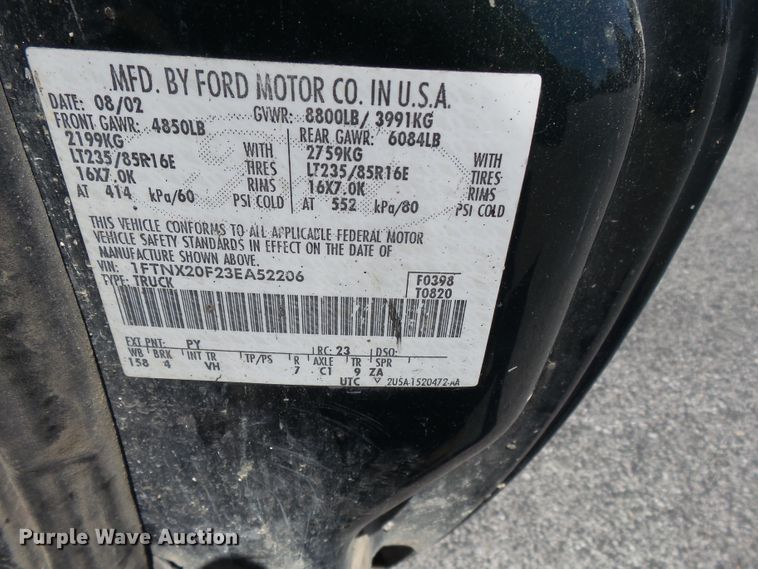 MFD. BY FORD MOTOR CO. IN U.S.A.
DATE: 08/02 GVWR: 8800LB/ 3991KG
FRONT GAWR: 4850LB REAR GAWR: 6084LB
2199KG WITH 2759KG WITH
LT235/85R16E TIRES LT235/85R16E TIRES
16X7.0K RIMS 16X7.0K RIMS
AT 414 kPa/60 PSI COLD AT 552 kPa/80 PSI COLD
THIS VEHICLE CONFORMS TO ALL APPLICABLE FEDERAL MOTOR
VEHICLE SAFETY STANDARDS IN EFFECT ON THE DATE OF
MANUFACTURE SHOWN ABOVE.
VIN: 1FTNX20F23EA52206 F0398
TYPE: TRUCK T0820
EXT PNT: PY RC: 23 DSO:
WB BRK INT TR TP/PS R AXLE TR SPR
158 4 VH 7 C1 9 ZA
UTC 2U5A-1520472-AA
Purple Wave Auction